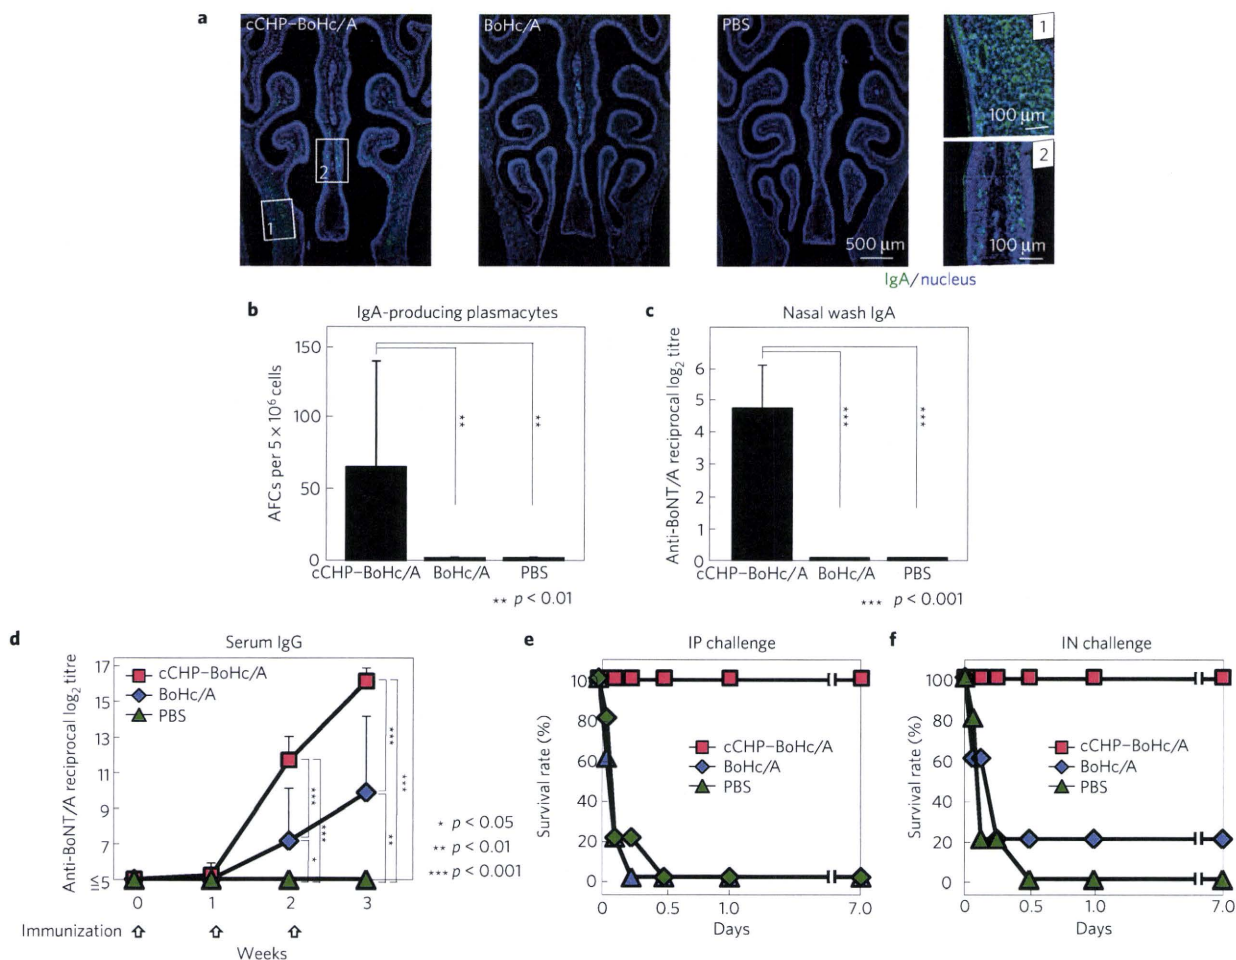 a
cCHP–BoHc/A
BoHc/A
PBS
1
100 µm
2
1
2
100 µm
500 µm
IgA/nucleus
b
IgA-producing plasmacytes
AFCs per 5 × 10⁶ cells
150
100
50
0
**
**
cCHP–BoHc/A BoHc/A PBS
** p < 0.01
c
Nasal wash IgA
Anti-BoNT/A reciprocal log₂ titre
6
5
4
3
2
1
0
***
***
cCHP–BoHc/A BoHc/A PBS
*** p < 0.001
d
Serum IgG
Anti-BoNT/A reciprocal log₂ titre
17
15
13
11
9
7
≤5
cCHP–BoHc/A
BoHc/A
PBS
***
***
*
***
**
***
* p < 0.05
** p < 0.01
*** p < 0.001
0 1 2 3
Immunization
Weeks
e
IP challenge
Survival rate (%)
100
80
60
40
20
0
cCHP–BoHc/A
BoHc/A
PBS
0 0.5 1.0 7.0
Days
f
IN challenge
Survival rate (%)
100
80
60
40
20
0
cCHP–BoHc/A
BoHc/A
PBS
0 0.5 1.0 7.0
Days